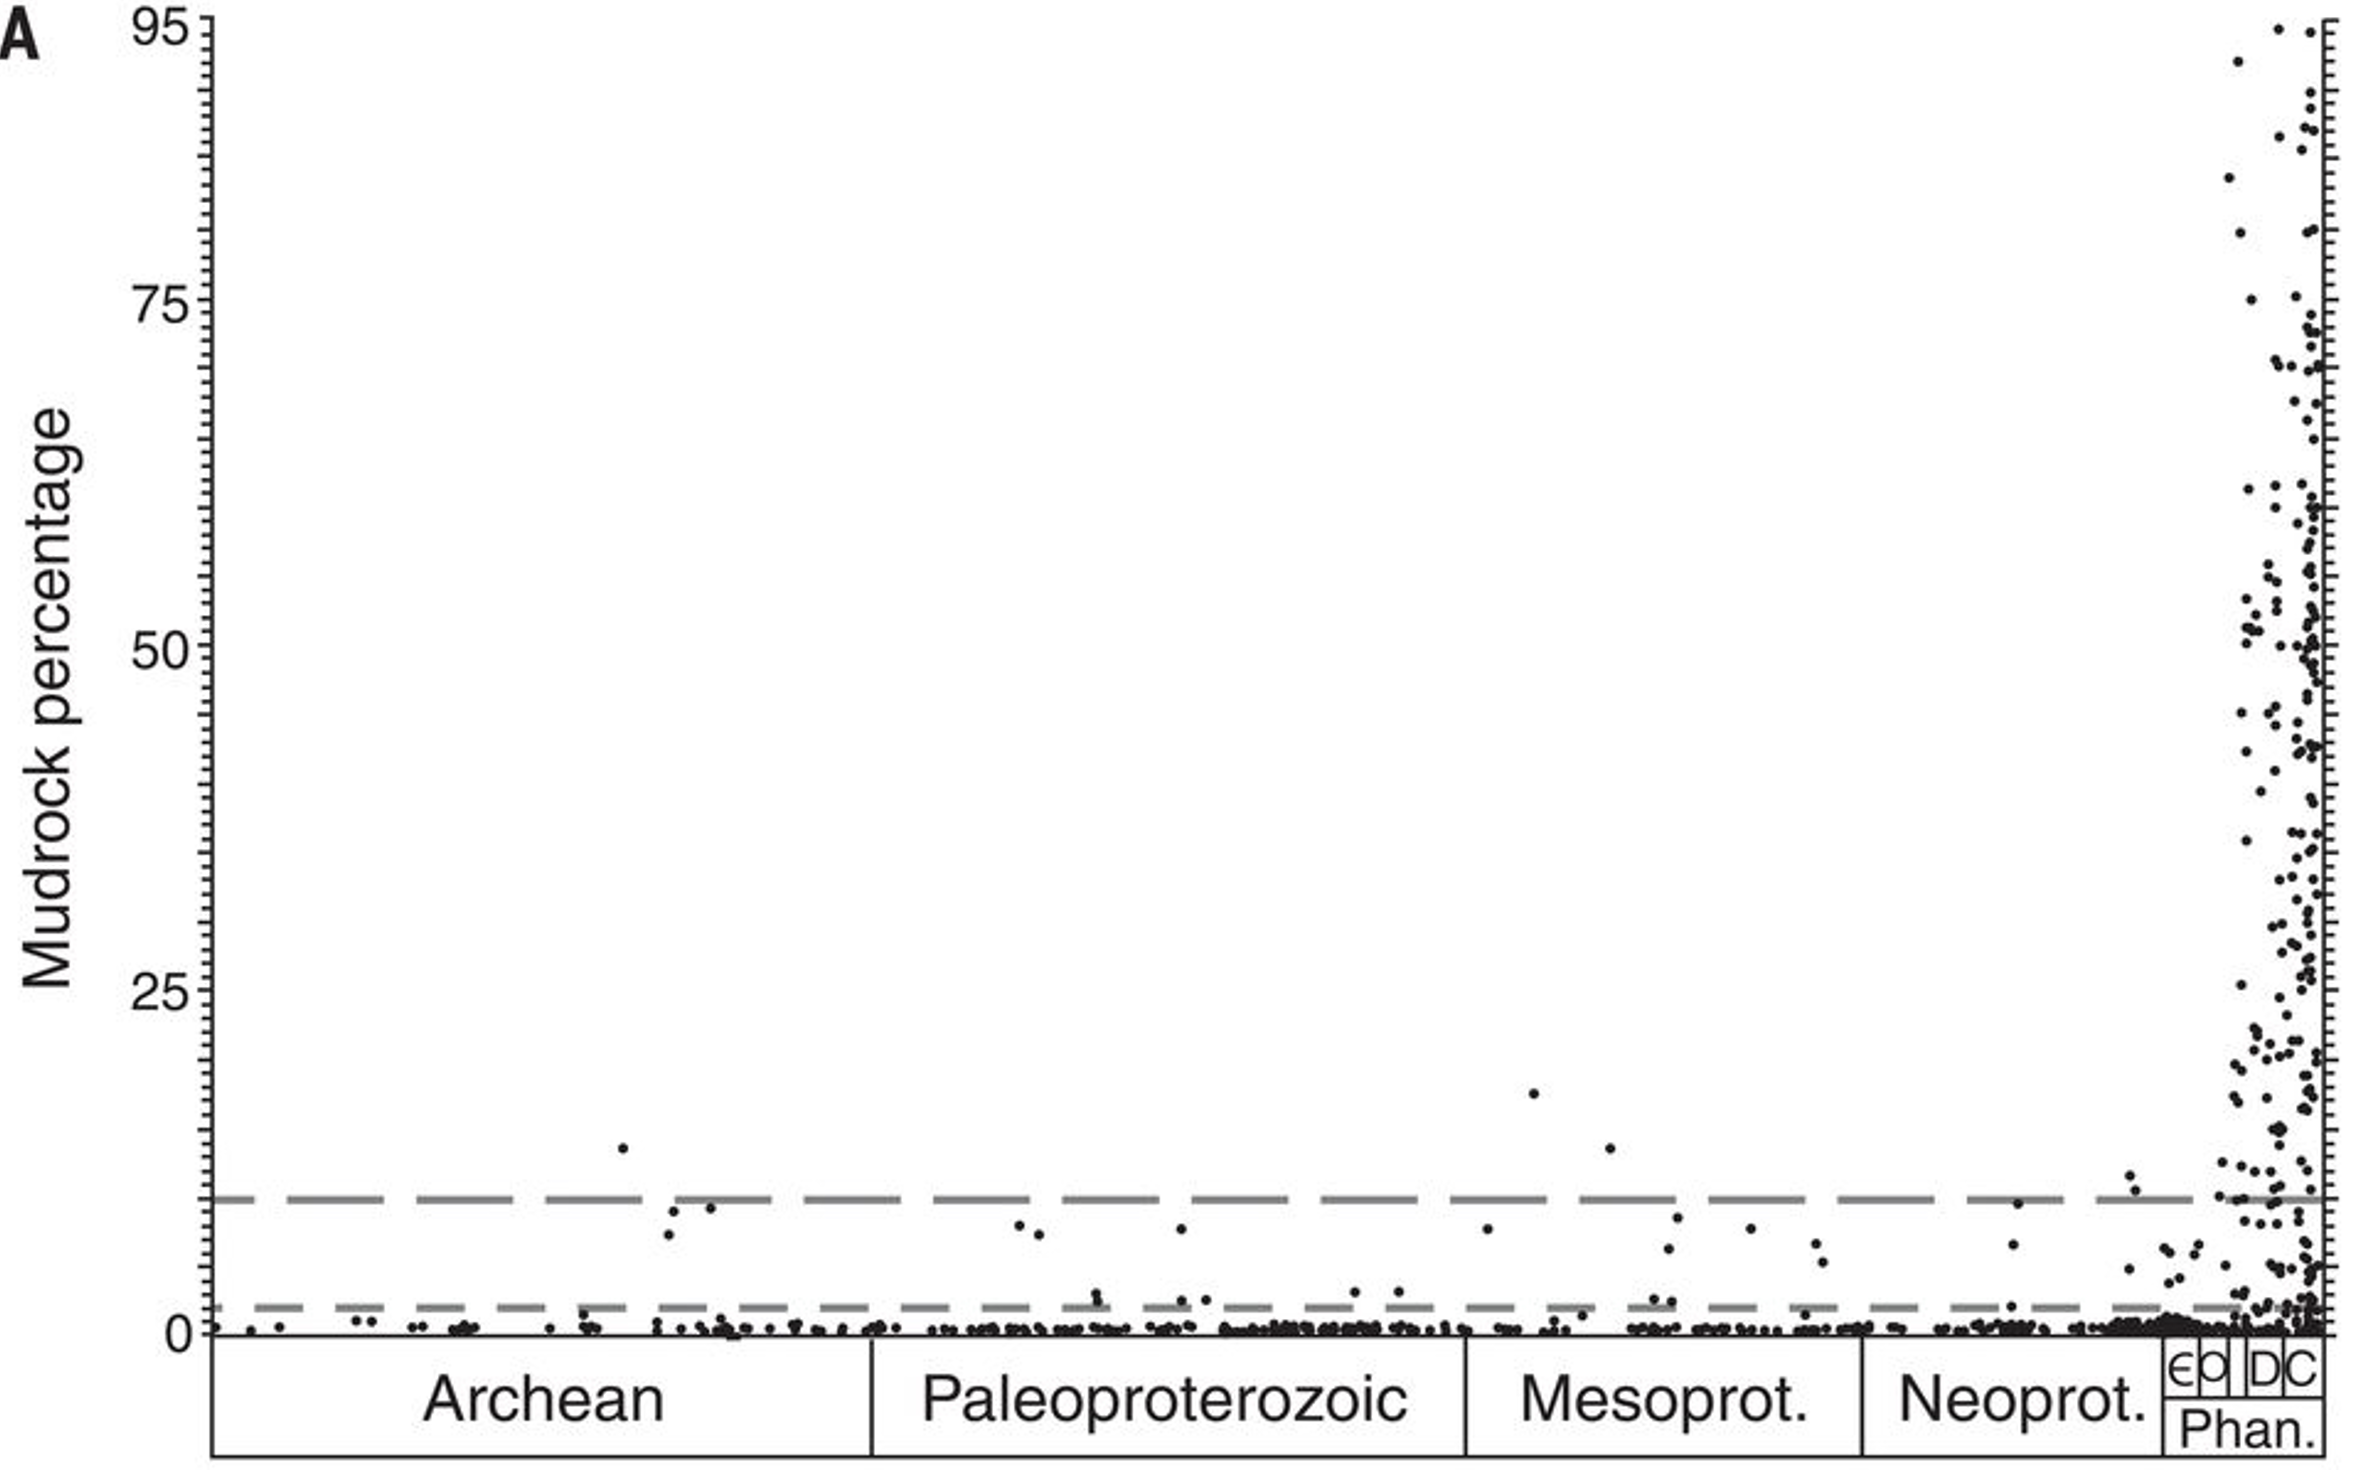 A
95
75
50
25
0
Mudrock percentage
Archean
Paleoproterozoic
Mesoprot.
Neoprot.
Є O D C
Phan.